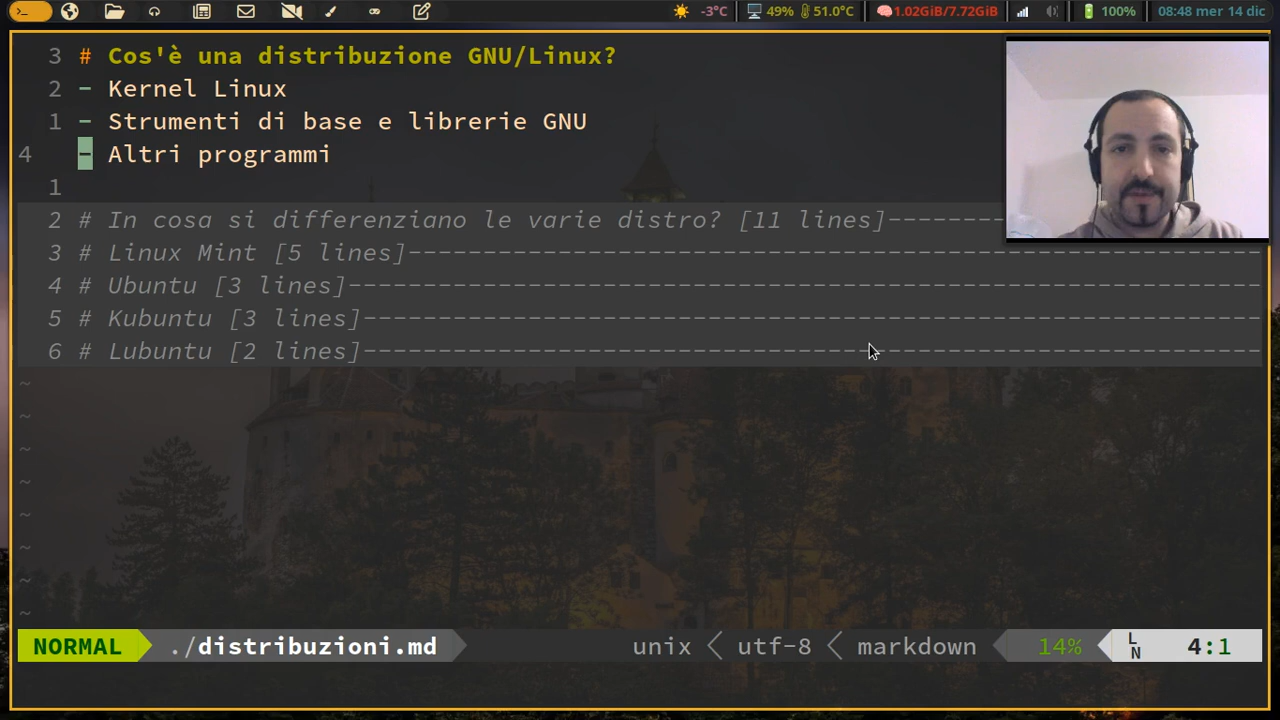 -3°C 49% 51.0°C 1.02GiB/7.72GiB 100% 08:48 mer 14 dic
3 # Cos'è una distribuzione GNU/Linux?
2 - Kernel Linux
1 - Strumenti di base e librerie GNU
4 - Altri programmi
1
2 # In cosa si differenziano le varie distro? [11 lines]--------
3 # Linux Mint [5 lines]---------------------------------------------------------
4 # Ubuntu [3 lines]-------------------------------------------------------------
5 # Kubuntu [3 lines]------------------------------------------------------------
6 # Lubuntu [2 lines]------------------------------------------------------------
~
~
~
~
~
~
~
~
NORMAL ./distribuzioni.md unix utf-8 markdown 14% LN 4:1